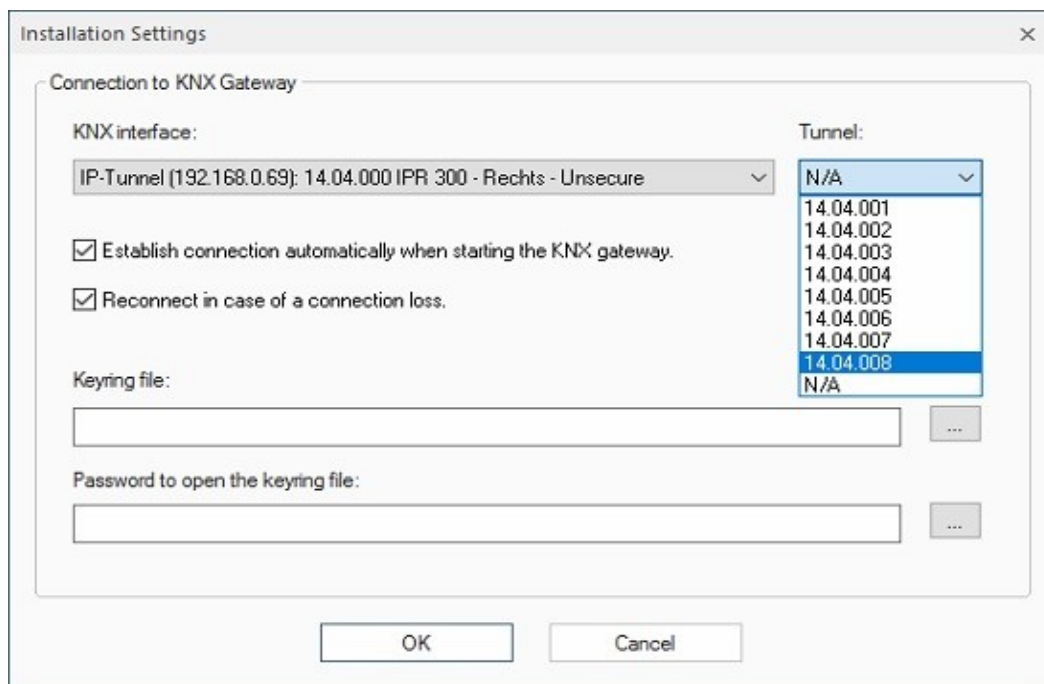 Installation Settings
Connection to KNX Gateway
KNX interface:
Tunnel:
IP-Tunnel (192.168.0.69): 14.04.000 IPR 300 - Rechts - Unsecure
N/A
14.04.001
14.04.002
14.04.003
14.04.004
14.04.005
14.04.006
14.04.007
14.04.008
N/A
Establish connection automatically when starting the KNX gateway.
Reconnect in case of a connection loss.
Keyring file:
...
Password to open the keyring file:
...
OK
Cancel